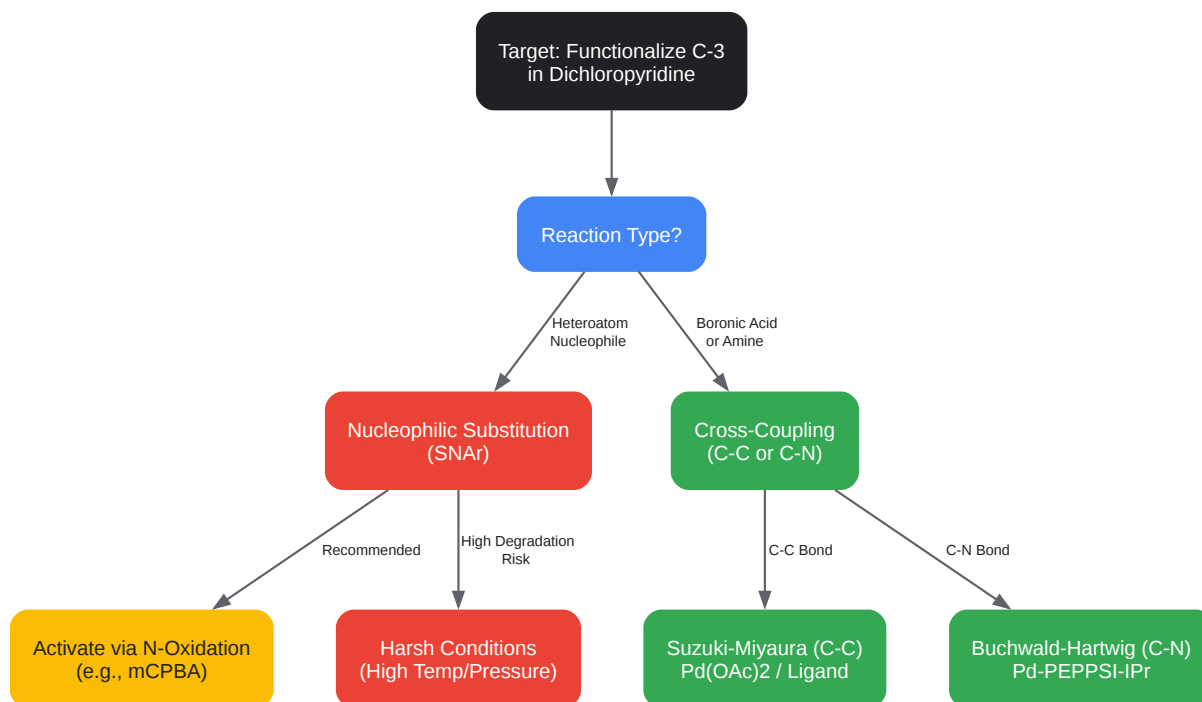 Target: Functionalize C-3
in Dichloropyridine
Reaction Type?
Heteroatom
Nucleophile
Boronic Acid
or Amine
Nucleophilic Substitution
(SNAr)
Cross-Coupling
(C-C or C-N)
Recommended
High Degradation
Risk
C-C Bond
C-N Bond
Activate via N-Oxidation
(e.g., mCPBA)
Harsh Conditions
(High Temp/Pressure)
Suzuki-Miyaura (C-C)
Pd(OAc)2 / Ligand
Buchwald-Hartwig (C-N)
Pd-PEPPSI-IPr